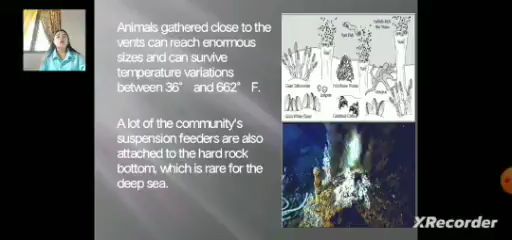 Animals gathered close to the
vents can reach enormous
sizes and can survive
temperature variations
between 36° and 662° F.
A lot of the community's
suspension feeders are also
attached to the hard rock
bottom, which is rare for the
deep sea.
XRecorder